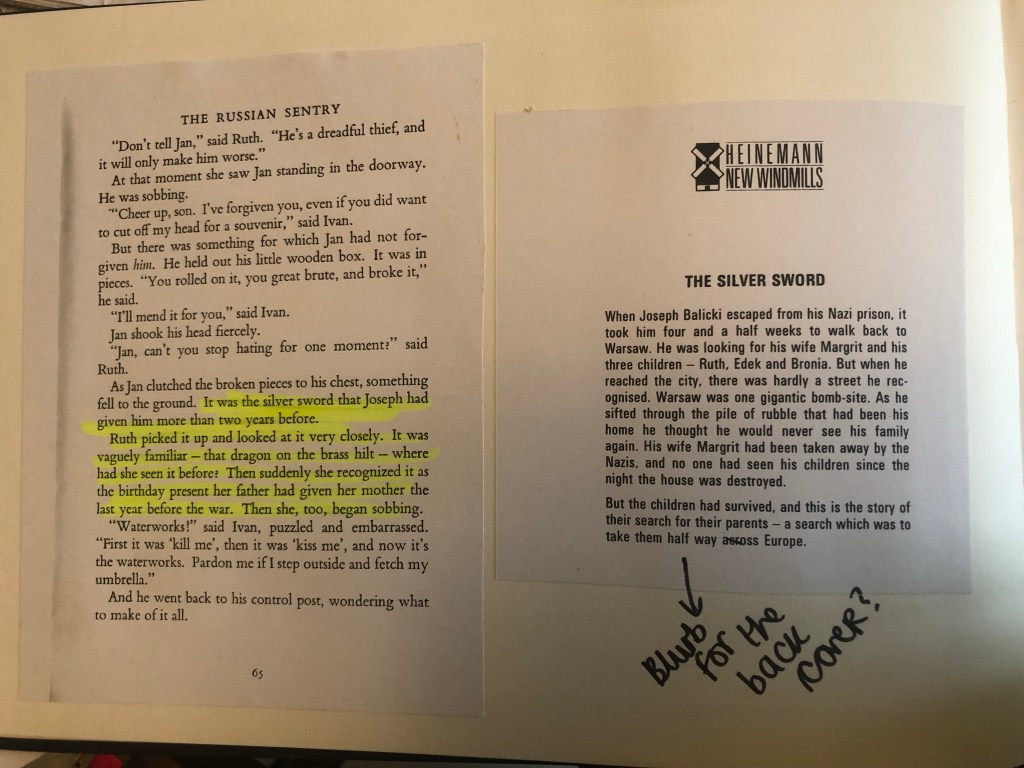 THE RUSSIAN SENTRY
"Don't tell Jan," said Ruth. "He's a dreadful thief, and
it will only make him worse."
At that moment she saw Jan standing in the doorway.
He was sobbing.
"Cheer up, son. I've forgiven you, even if you did want
to cut off my head for a souvenir," said Ivan.
But there was something for which Jan had not for-
given him. He held out his little wooden box. It was in
pieces. "You rolled on it, you great brute, and broke it,"
he said.
"I'll mend it for you," said Ivan.
Jan shook his head fiercely.
"Jan, can't you stop hating for one moment?" said
Ruth.
As Jan clutched the broken pieces to his chest, something
fell to the ground. It was the silver sword that Joseph had
given him more than two years before.
Ruth picked it up and looked at it very closely. It was
vaguely familiar – that dragon on the brass hilt – where
had she seen it before? Then suddenly she recognized it as
the birthday present her father had given her mother the
last year before the war. Then she, too, began sobbing.
"Waterworks!" said Ivan, puzzled and embarrassed.
"First it was 'kill me', then it was 'kiss me', and now it's
the waterworks. Pardon me if I step outside and fetch my
umbrella."
And he went back to his control post, wondering what
to make of it all.
65
HEINEMANN
NEW WINDMILLS
THE SILVER SWORD
When Joseph Balicki escaped from his Nazi prison, it
took him four and a half weeks to walk back to
Warsaw. He was looking for his wife Margrit and his
three children – Ruth, Edek and Bronia. But when he
reached the city, there was hardly a street he rec-
ognised. Warsaw was one gigantic bomb-site. As he
sifted through the pile of rubble that had been his
home he thought he would never see his family
again. His wife Margrit had been taken away by the
Nazis, and no one had seen his children since the
night the house was destroyed.
But the children had survived, and this is the story of
their search for their parents – a search which was to
take them half way across Europe.
Blurb
for the
back
cover?